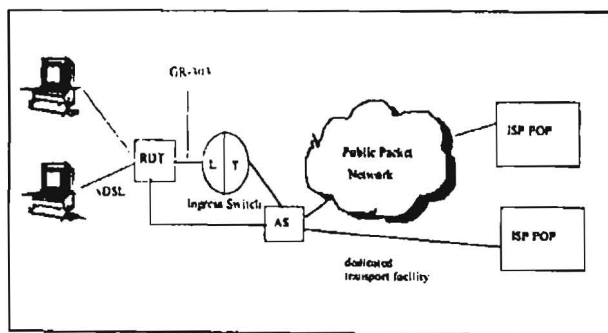 GR-303
RDT
L T
Ingress Switch
xDSL
AS
Public Packet
Network
ISP POP
ISP POP
dedicated
transport facility